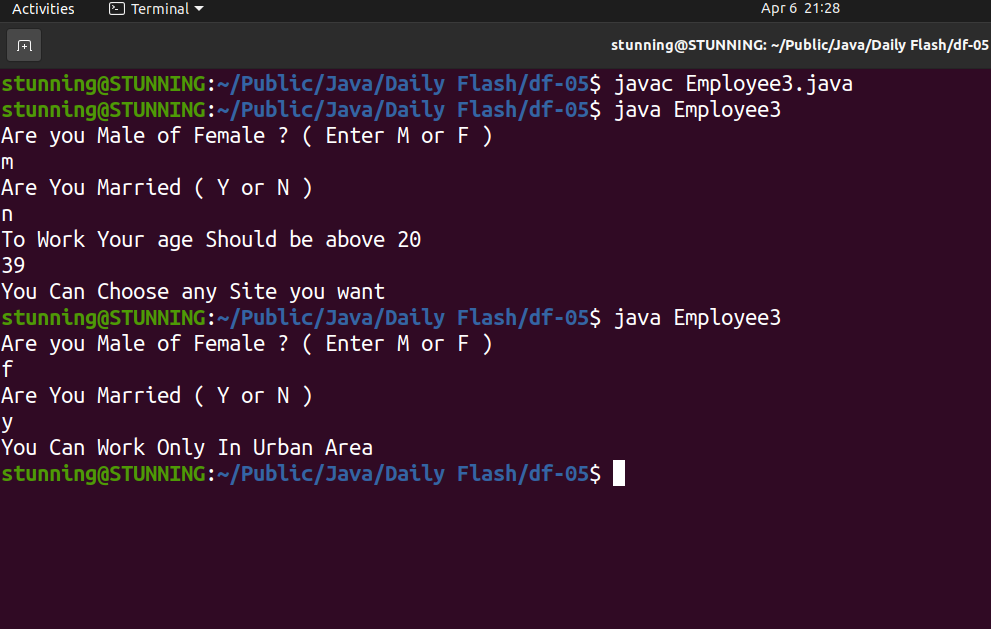 Activities Terminal Apr 6 21:28
stunning@STUNNING: ~/Public/Java/Daily Flash/df-05
stunning@STUNNING:~/Public/Java/Daily Flash/df-05$ javac Employee3.java
stunning@STUNNING:~/Public/Java/Daily Flash/df-05$ java Employee3
Are you Male of Female ? ( Enter M or F )
m
Are You Married ( Y or N )
n
To Work Your age Should be above 20
39
You Can Choose any Site you want
stunning@STUNNING:~/Public/Java/Daily Flash/df-05$ java Employee3
Are you Male of Female ? ( Enter M or F )
f
Are You Married ( Y or N )
y
You Can Work Only In Urban Area
stunning@STUNNING:~/Public/Java/Daily Flash/df-05$